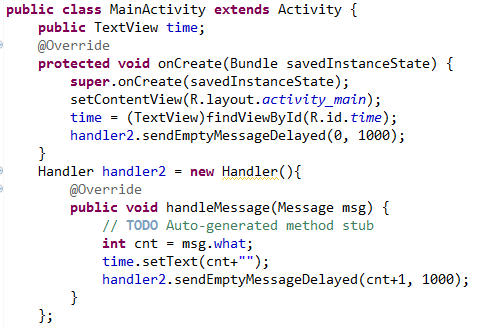 public class MainActivity extends Activity {
    public TextView time;
    @Override
    protected void onCreate(Bundle savedInstanceState) {
        super.onCreate(savedInstanceState);
        setContentView(R.layout.activity_main);
        time = (TextView)findViewById(R.id.time);
        handler2.sendEmptyMessageDelayed(0, 1000);
    }
    Handler handler2 = new Handler(){
        @Override
        public void handleMessage(Message msg) {
            // TODO Auto-generated method stub
            int cnt = msg.what;
            time.setText(cnt+"");
            handler2.sendEmptyMessageDelayed(cnt+1, 1000);
        }
    };